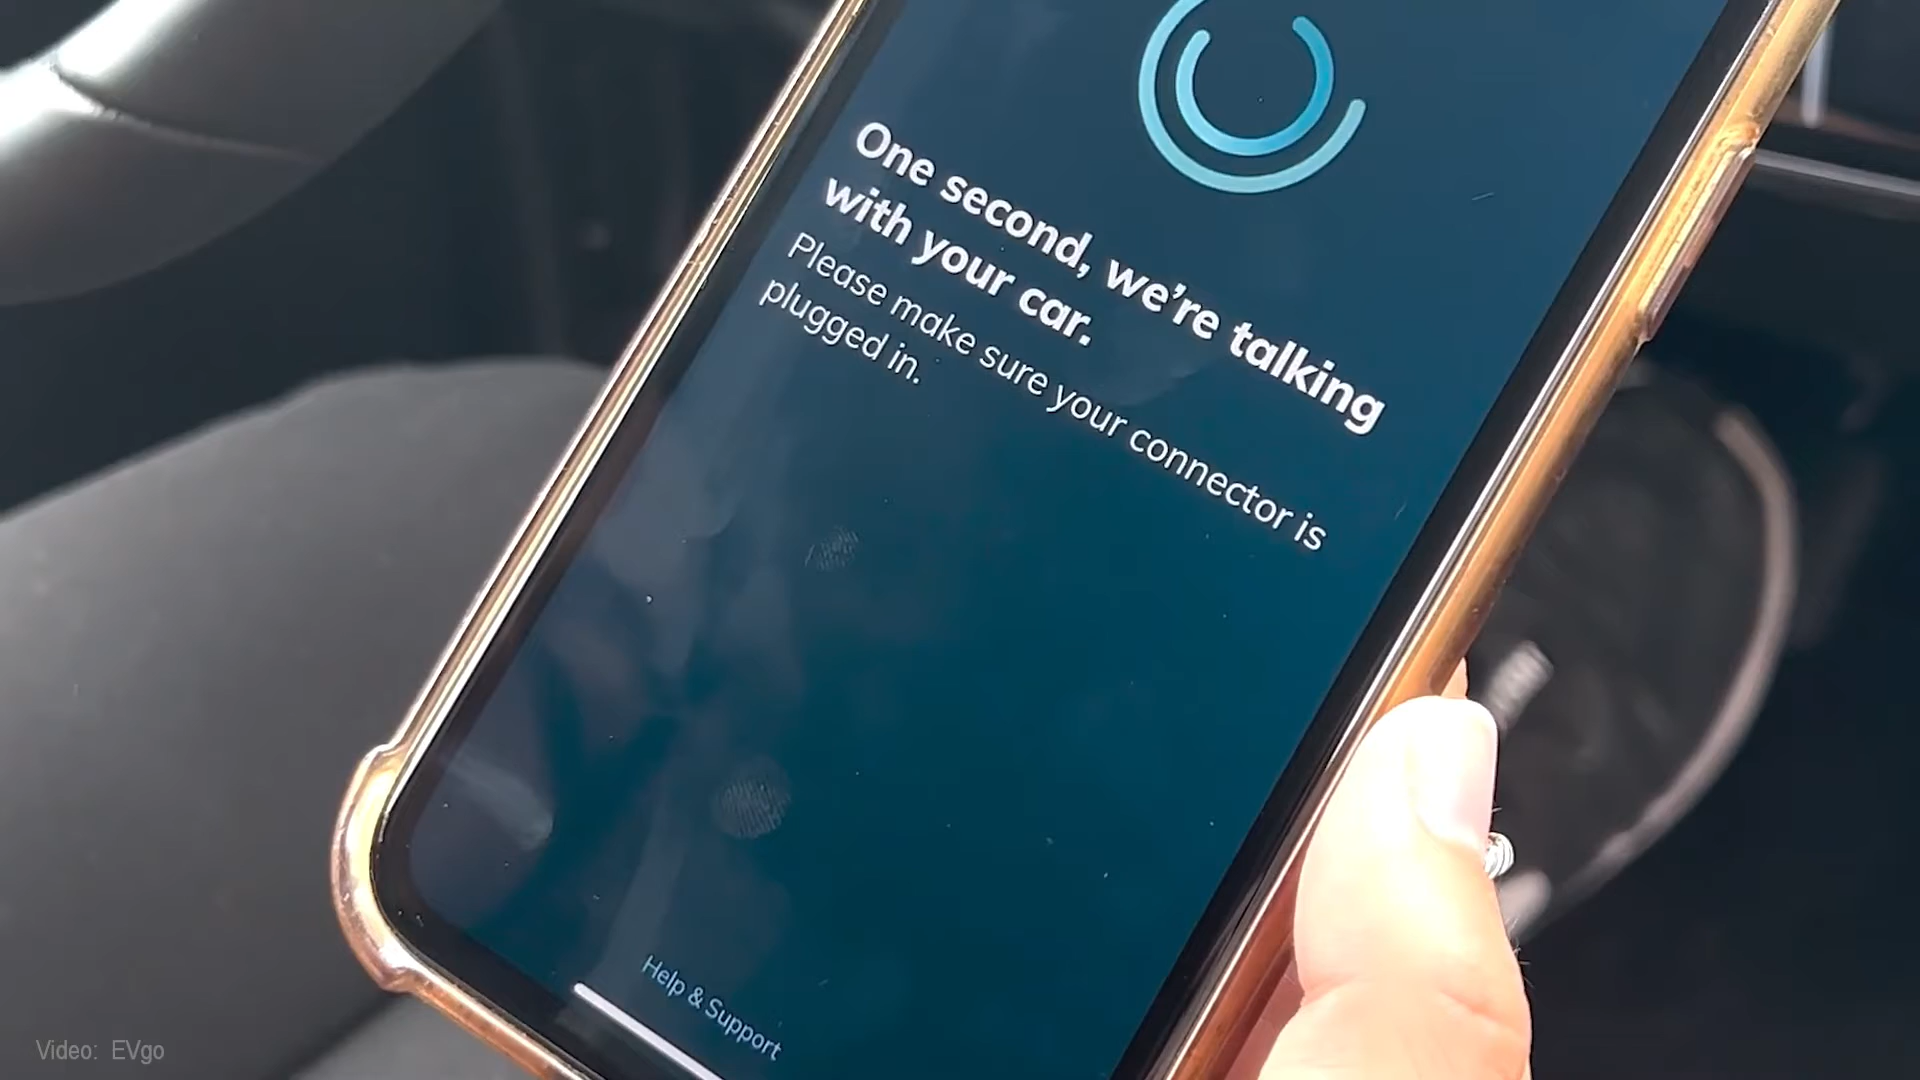 One second, we're talking
with your car.
Please make sure your connector is
plugged in.
Help & Support
Video: EVgo